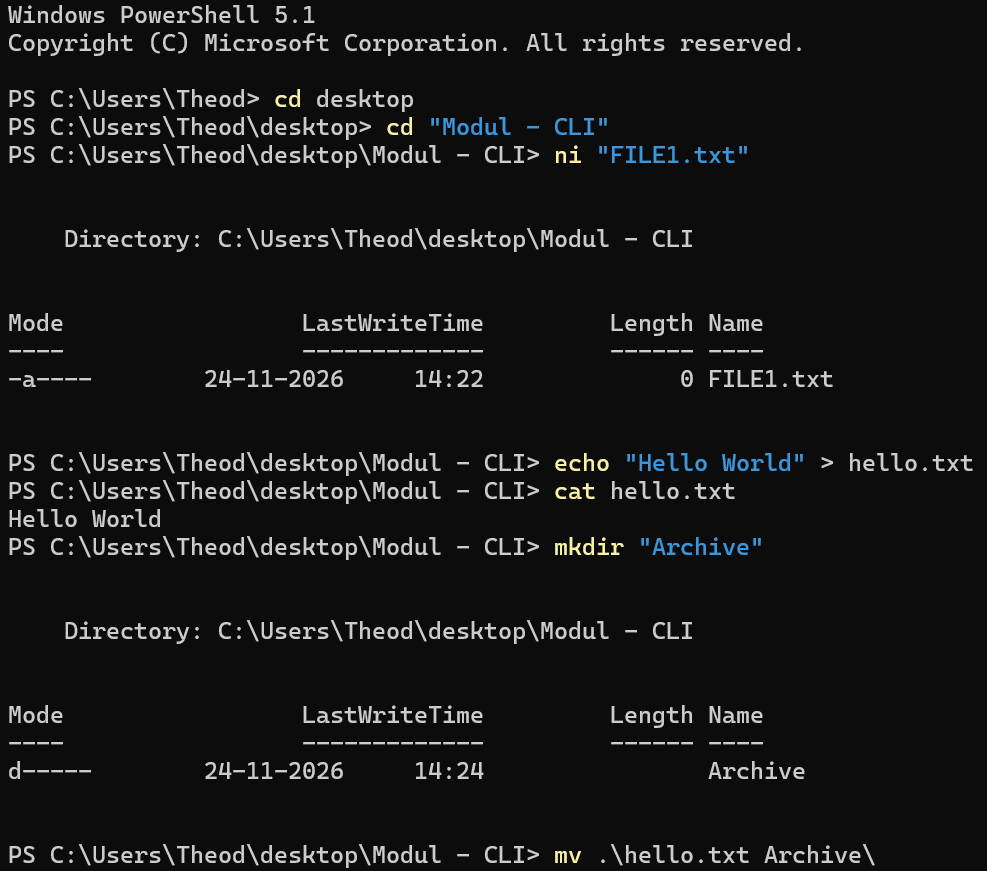 Windows PowerShell 5.1
Copyright (C) Microsoft Corporation. All rights reserved.
PS C:\Users\Theod> cd desktop
PS C:\Users\Theod\desktop> cd "Modul - CLI"
PS C:\Users\Theod\desktop\Modul - CLI> ni "FILE1.txt"
Directory: C:\Users\Theod\desktop\Modul - CLI
Mode                 LastWriteTime         Length Name
----                 -------------         ------ ----
-a----        24-11-2026     14:22              0 FILE1.txt
PS C:\Users\Theod\desktop\Modul - CLI> echo "Hello World" > hello.txt
PS C:\Users\Theod\desktop\Modul - CLI> cat hello.txt
Hello World
PS C:\Users\Theod\desktop\Modul - CLI> mkdir "Archive"
Directory: C:\Users\Theod\desktop\Modul - CLI
Mode                 LastWriteTime         Length Name
----                 -------------         ------ ----
d-----        24-11-2026     14:24                Archive
PS C:\Users\Theod\desktop\Modul - CLI> mv .\hello.txt Archive\